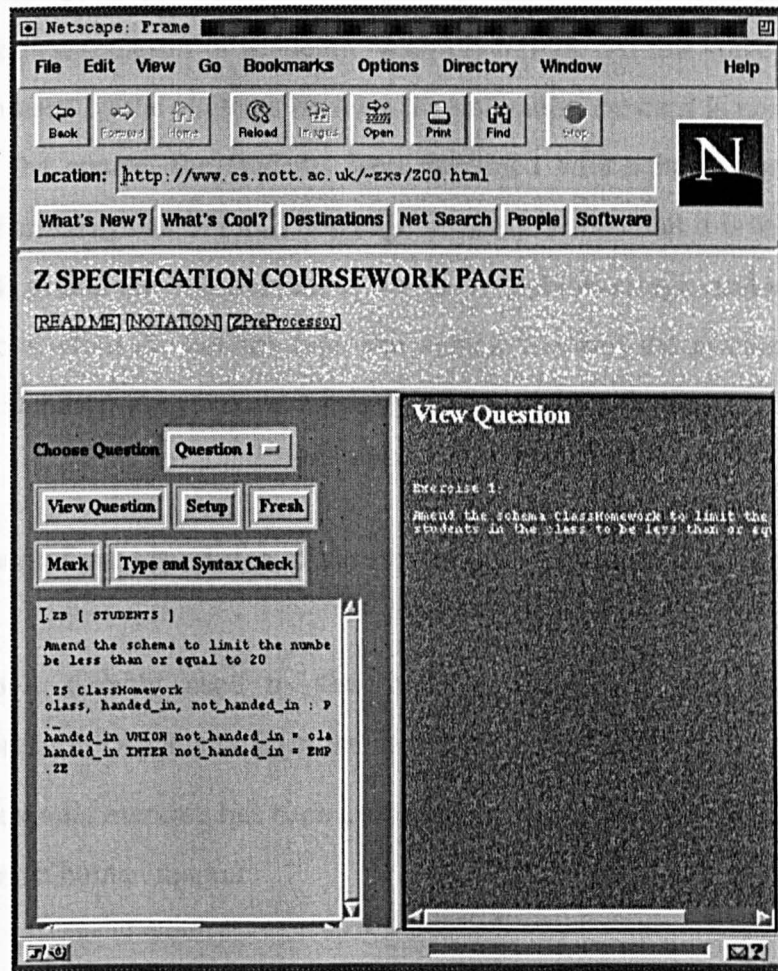 Netscape: Frame
File Edit View Go Bookmarks Options Directory Window Help
Back Forward Home Reload Images Open Print Find Stop
N
Location: http://www.cs.nott.ac.uk/~zxs/ZCO.html
What's New? What's Cool? Destinations Net Search People Software
Z SPECIFICATION COURSEWORK PAGE
[README] [NOTATION] [ZPreProcessor]
Choose Question Question 1
View Question Setup Fresh
Mark Type and Syntax Check
.ZB [ STUDENTS ]
Amend the schema to limit the numbe
be less than or equal to 20
.ZS ClassHomework
class, handed_in, not_handed_in : P
._
handed_in UNION not_handed_in = cla
handed_in INTER not_handed_in = EMP
.ZE
View Question
Exercise 1:
Amend the schema ClassHomework to limit the
students in the class to be less than or equ